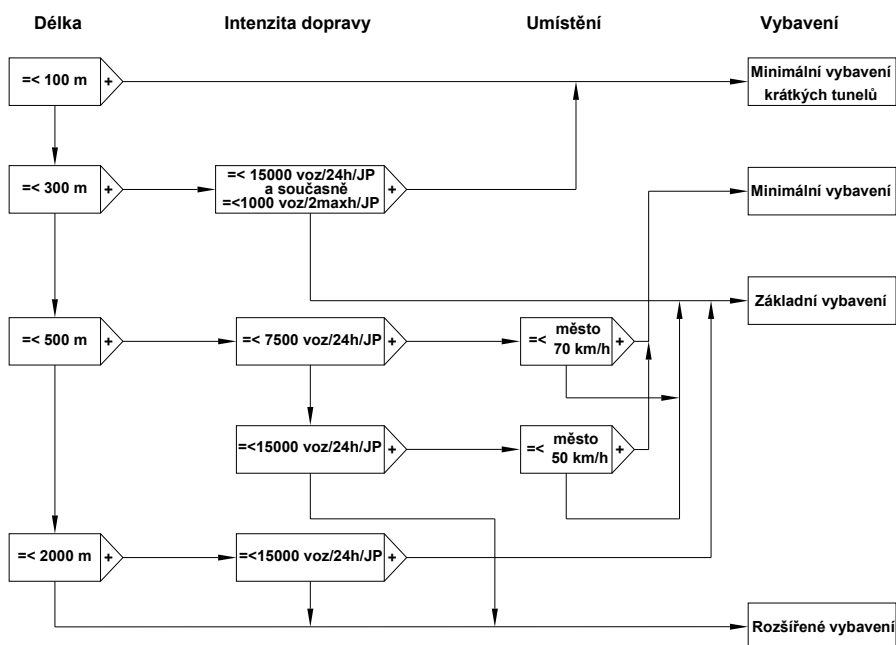 Délka Intenzita dopravy Umístění Vybavení
=< 100 m +
Minimální vybavení
krátkých tunelů
=< 300 m +
=< 15000 voz/24h/JP
a současně +
=<1000 voz/2maxh/JP
Minimální vybavení
Základní vybavení
=< 500 m +
=< 7500 voz/24h/JP +
=< město +
70 km/h
=<15000 voz/24h/JP +
=< město +
50 km/h
=< 2000 m +
=<15000 voz/24h/JP +
Rozšířené vybavení